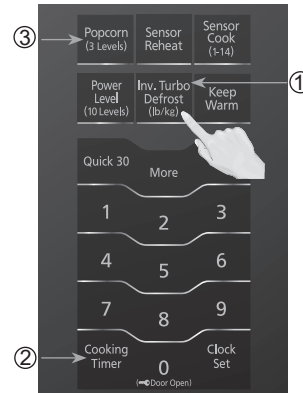 ③
Popcorn
(3 Levels)
Sensor
Reheat
Sensor
Cook
(1-14)
①
Power
Level
(10 Levels)
Inv. Turbo
Defrost
(lb/kg)
Keep
Warm
Quick 30
More
1
2
3
4
5
6
7
8
9
②
Cooking
Timer
0
(Door Open)
Clock
Set